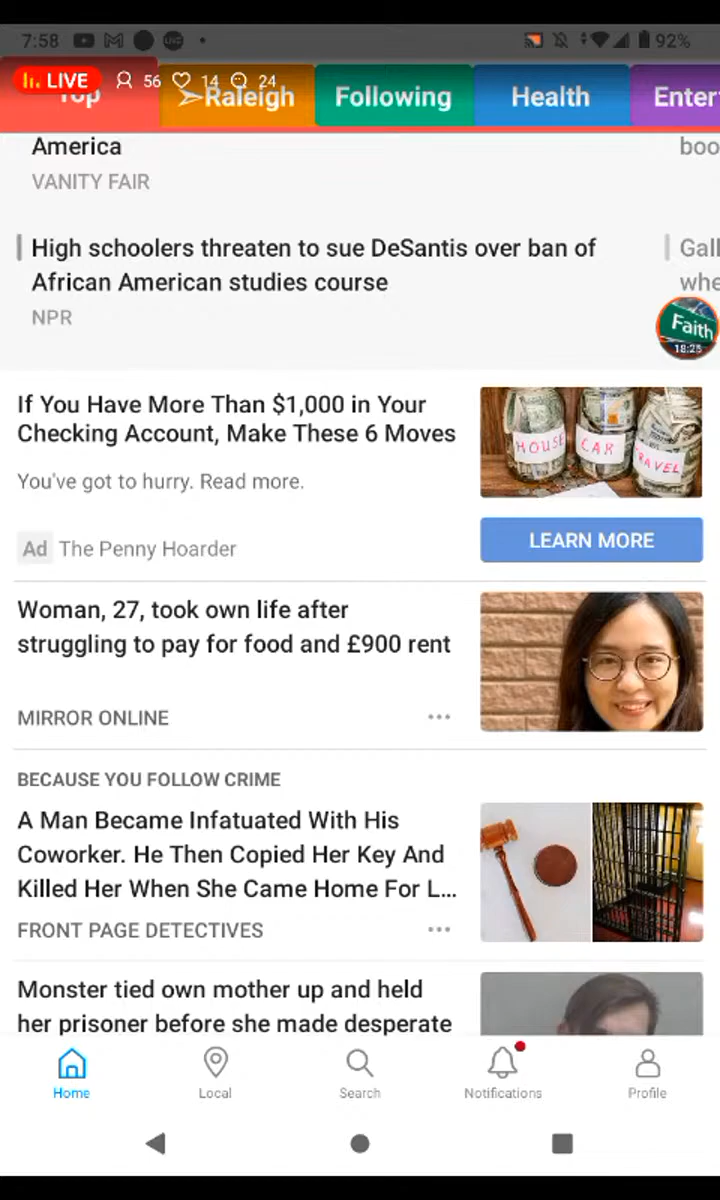 7:58
92%
LIVE 56 14 24
Top
Raleigh
Following
Health
Enter
America
boo
VANITY FAIR
High schoolers threaten to sue DeSantis over ban of
African American studies course
NPR
Gall
whe
Faith
18:25
If You Have More Than $1,000 in Your
Checking Account, Make These 6 Moves
You've got to hurry. Read more.
Ad The Penny Hoarder
HOUSE
CAR
TRAVEL
LEARN MORE
Woman, 27, took own life after
struggling to pay for food and £900 rent
MIRROR ONLINE
BECAUSE YOU FOLLOW CRIME
A Man Became Infatuated With His
Coworker. He Then Copied Her Key And
Killed Her When She Came Home For L...
FRONT PAGE DETECTIVES
Monster tied own mother up and held
her prisoner before she made desperate
Home
Local
Search
Notifications
Profile